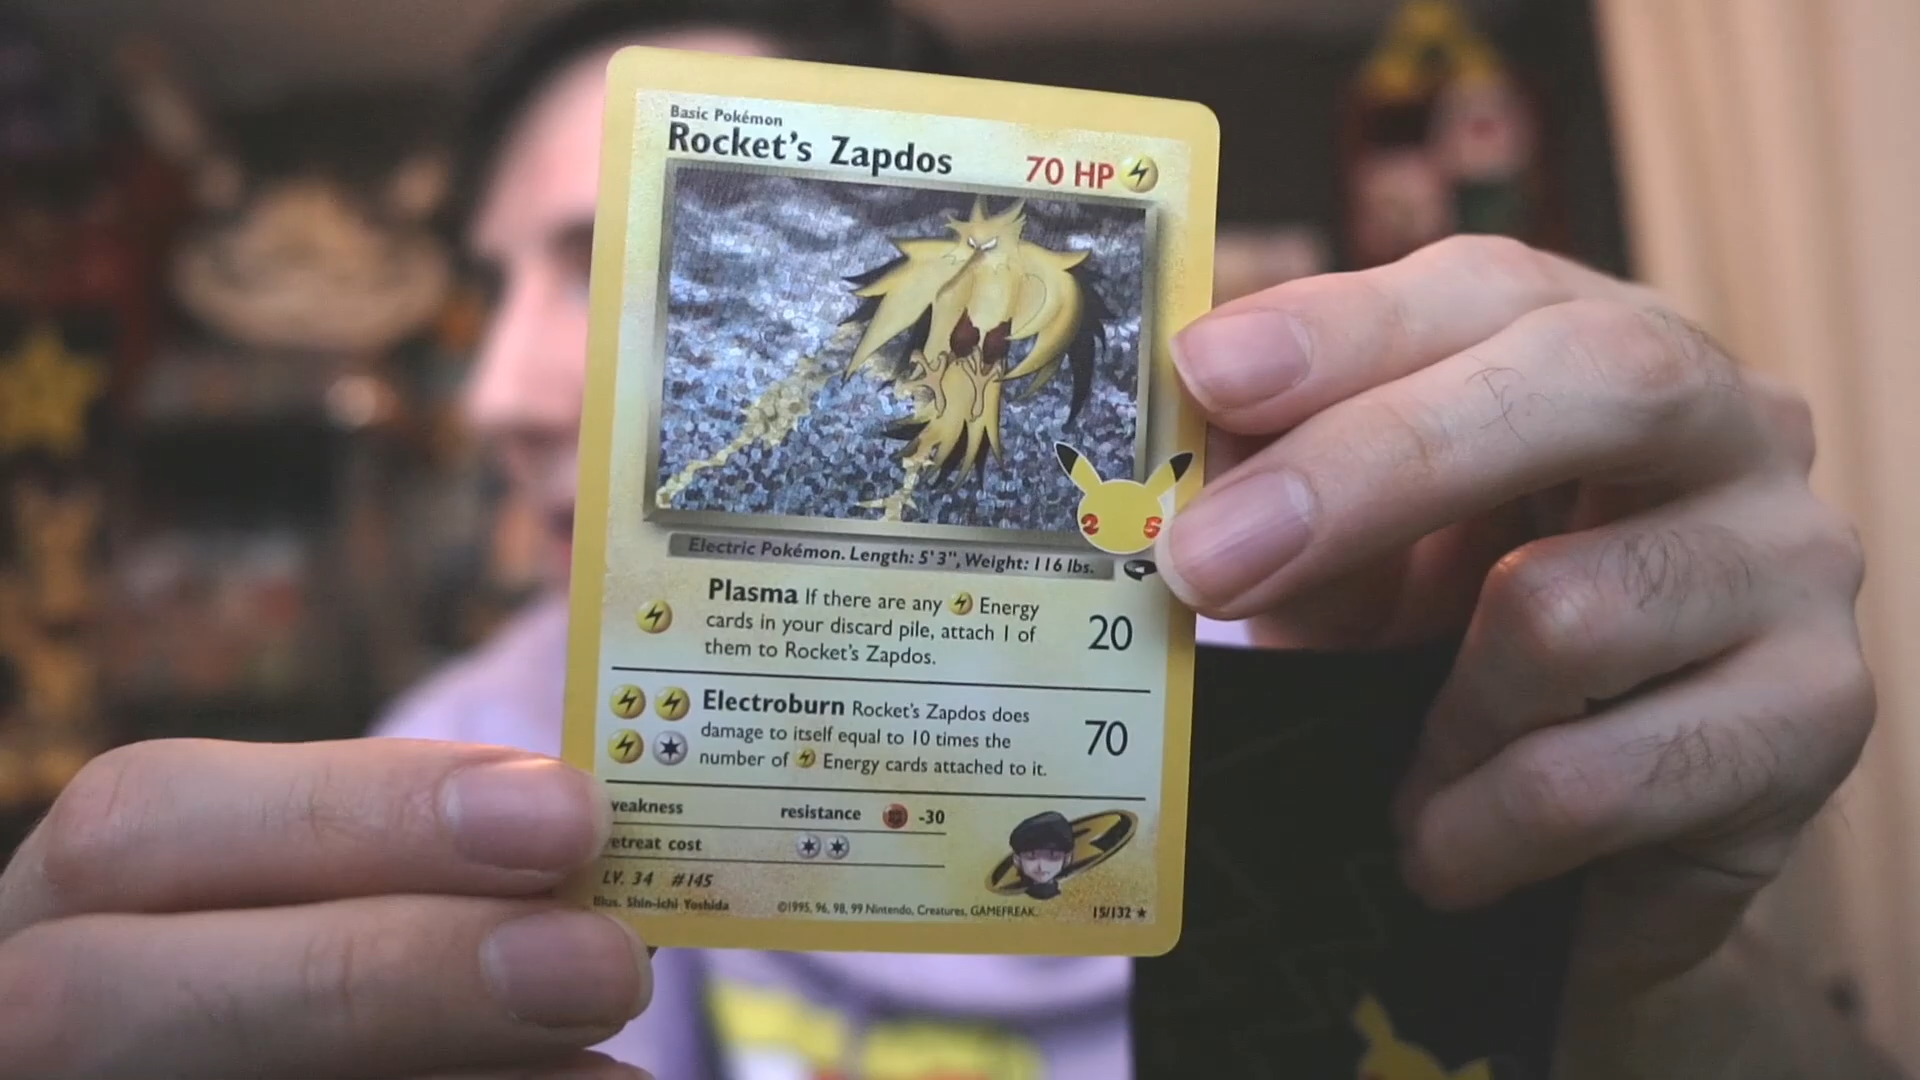 Basic Pokémon
Rocket's Zapdos 70 HP
2 5
Electric Pokémon. Length: 5'3", Weight: 116 lbs.
Plasma If there are any Energy
cards in your discard pile, attach 1 of
them to Rocket's Zapdos.
20
Electroburn Rocket's Zapdos does
damage to itself equal to 10 times the
number of Energy cards attached to it.
70
weakness resistance -30
retreat cost
LV. 34 #145
Illus. Shin-ichi Yoshida ©1995, 96, 98, 99 Nintendo, Creatures, GAMEFREAK. 15/132